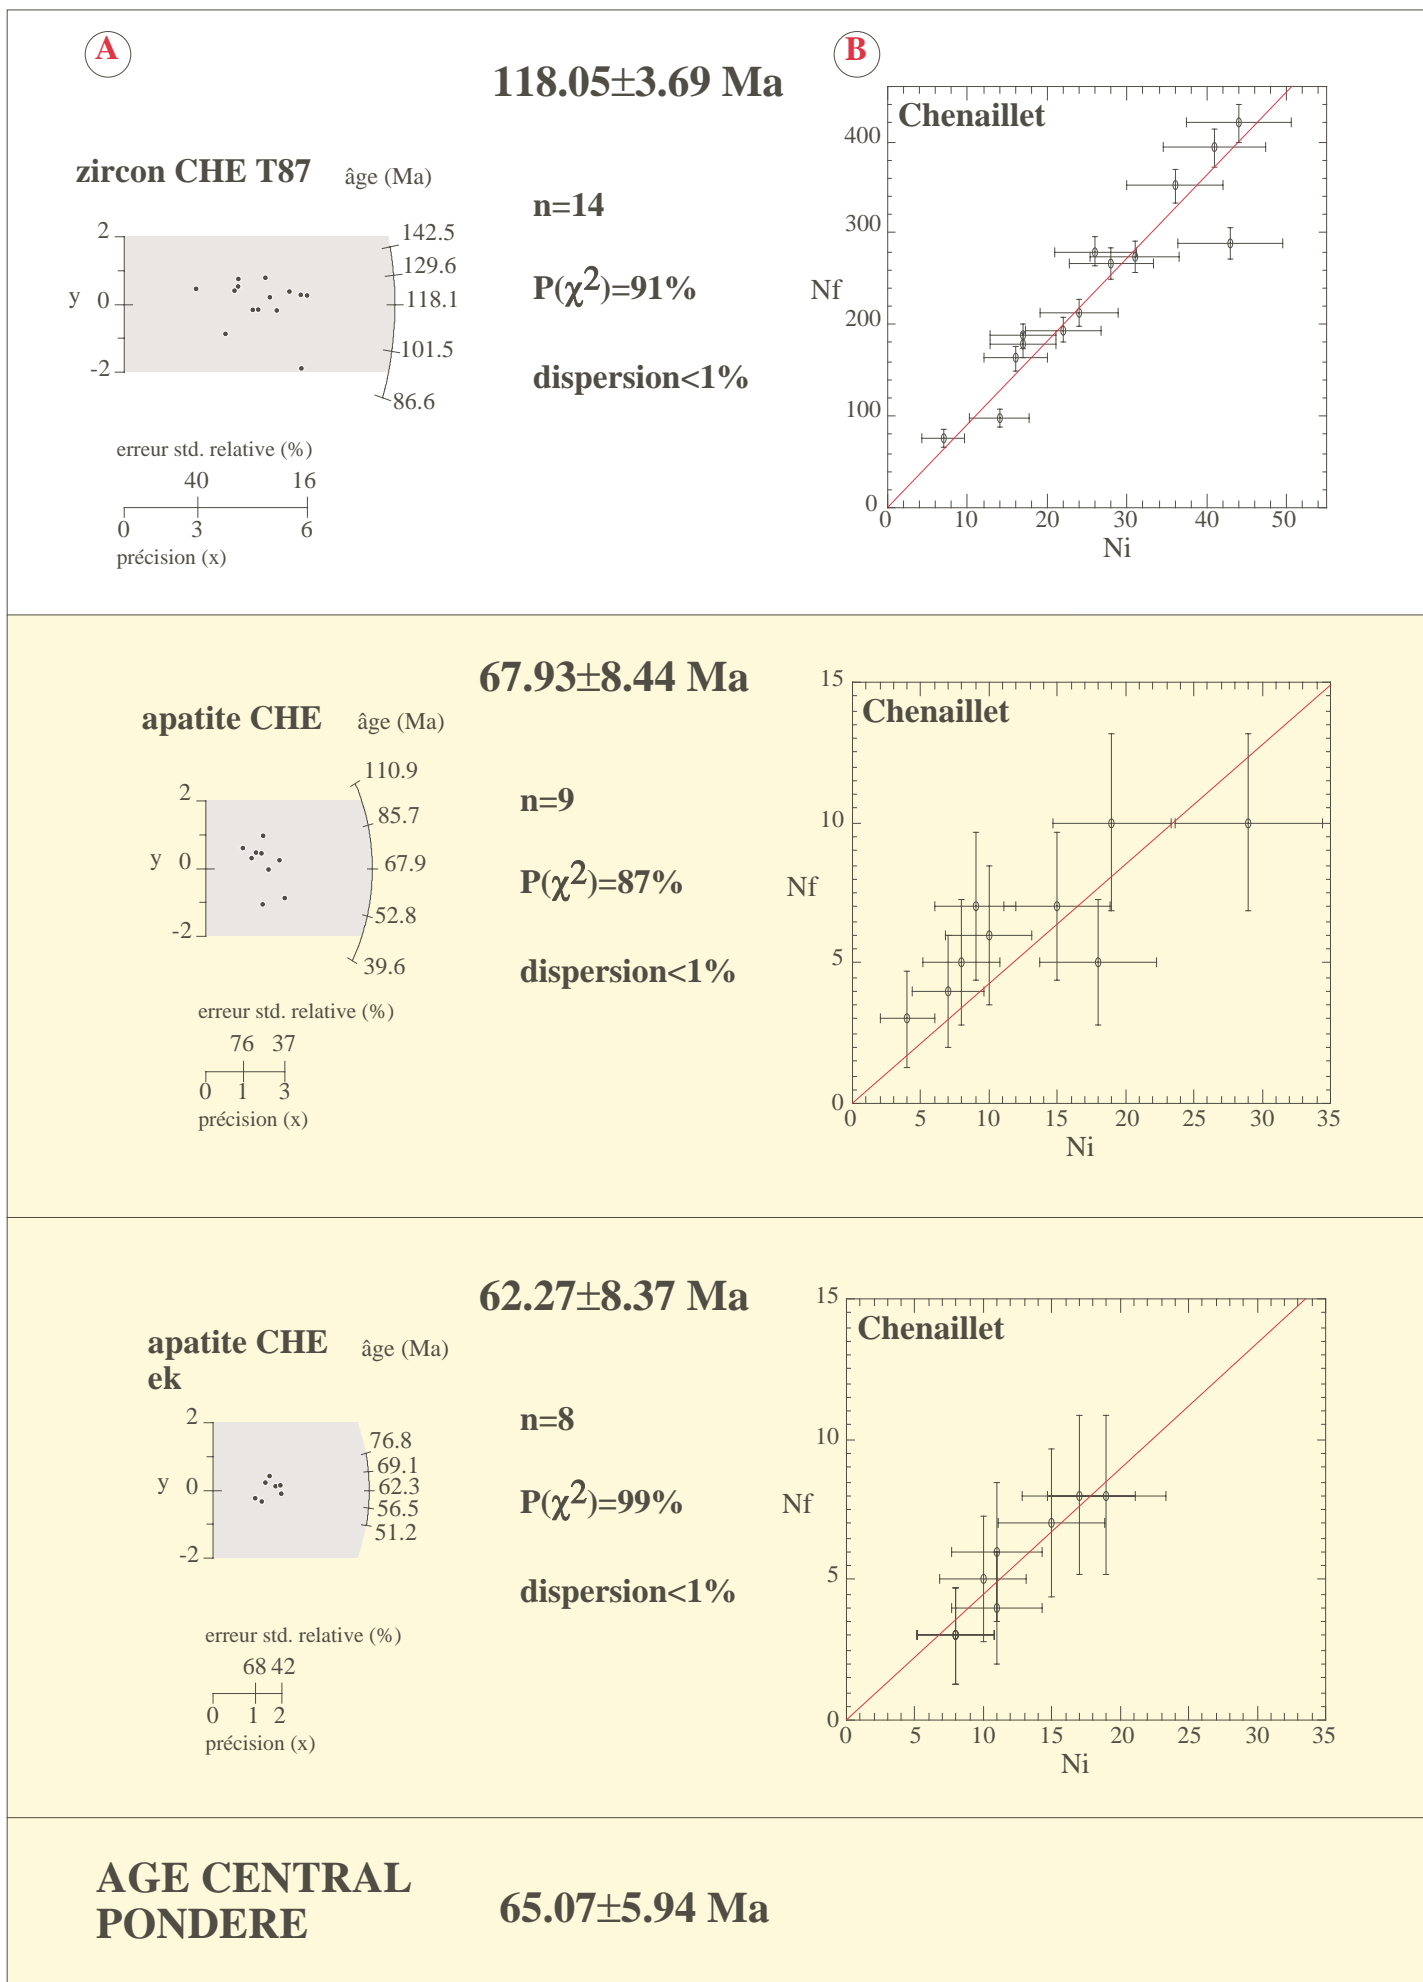 A
B
118.05±3.69 Ma
zircon CHE T87
âge (Ma)
2
y 0
-2
142.5
129.6
118.1
101.5
86.6
n=14
P(χ2)=91%
dispersion<1%
erreur std. relative (%)
40 16
0 3 6
précision (x)
Chenaillet
400
300
Nf
200
100
0
0 10 20 30 40 50
Ni
67.93±8.44 Ma
apatite CHE
âge (Ma)
2
y 0
-2
110.9
85.7
67.9
52.8
39.6
n=9
P(χ2)=87%
dispersion<1%
erreur std. relative (%)
76 37
0 1 3
précision (x)
Chenaillet
15
10
Nf
5
0
0 5 10 15 20 25 30 35
Ni
62.27±8.37 Ma
apatite CHE
ek
âge (Ma)
2
y 0
-2
76.8
69.1
62.3
56.5
51.2
n=8
P(χ2)=99%
dispersion<1%
erreur std. relative (%)
68 42
0 1 2
précision (x)
Chenaillet
15
10
Nf
5
0
0 5 10 15 20 25 30 35
Ni
AGE CENTRAL
PONDERE
65.07±5.94 Ma